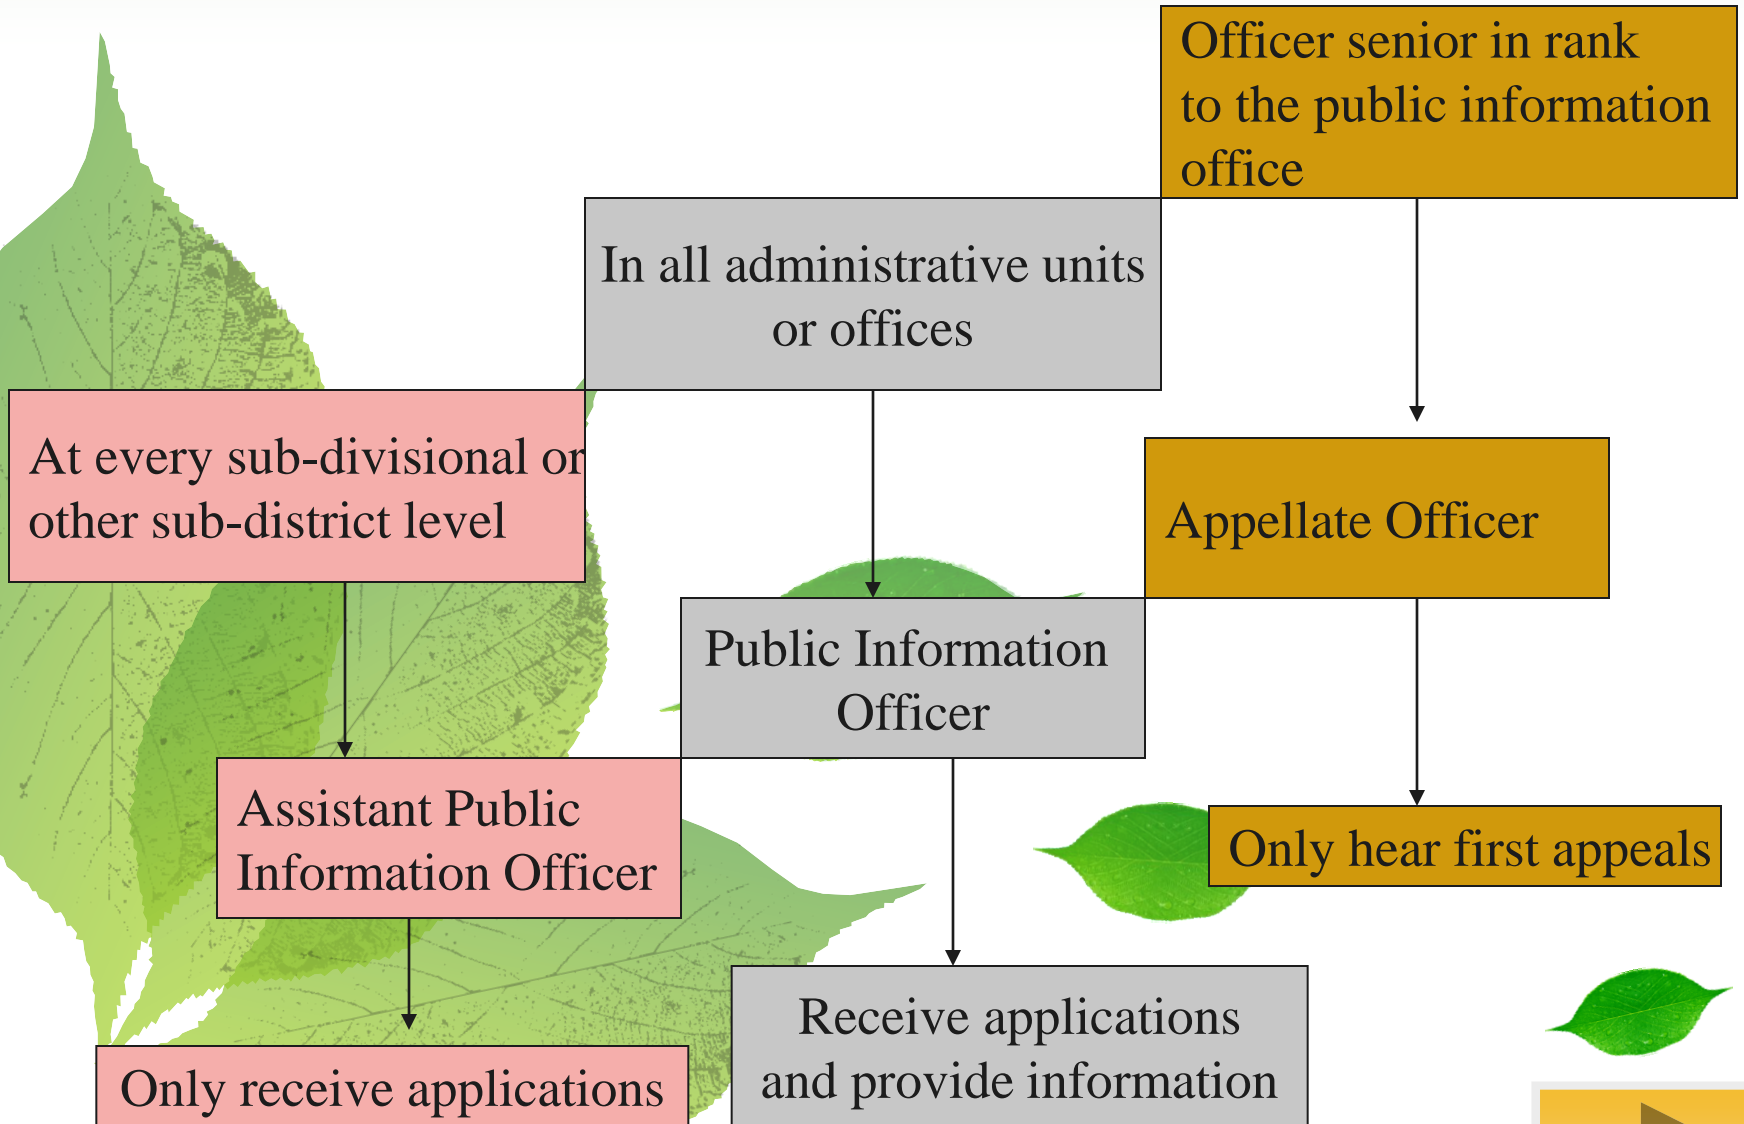 Officer senior in rank
to the public information
office
In all administrative units
or offices
At every sub-divisional or
other sub-district level
Appellate Officer
Public Information
Officer
Assistant Public
Information Officer
Only hear first appeals
Receive applications
and provide information
Only receive applications